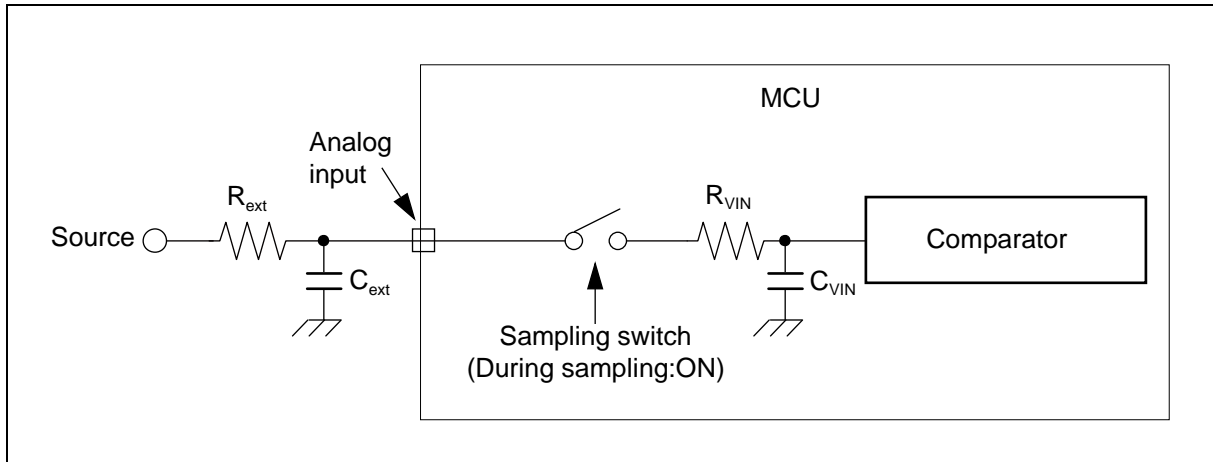 MCU
Analog
input
R_ext
R_VIN
Source
Comparator
C_ext
C_VIN
Sampling switch
(During sampling:ON)